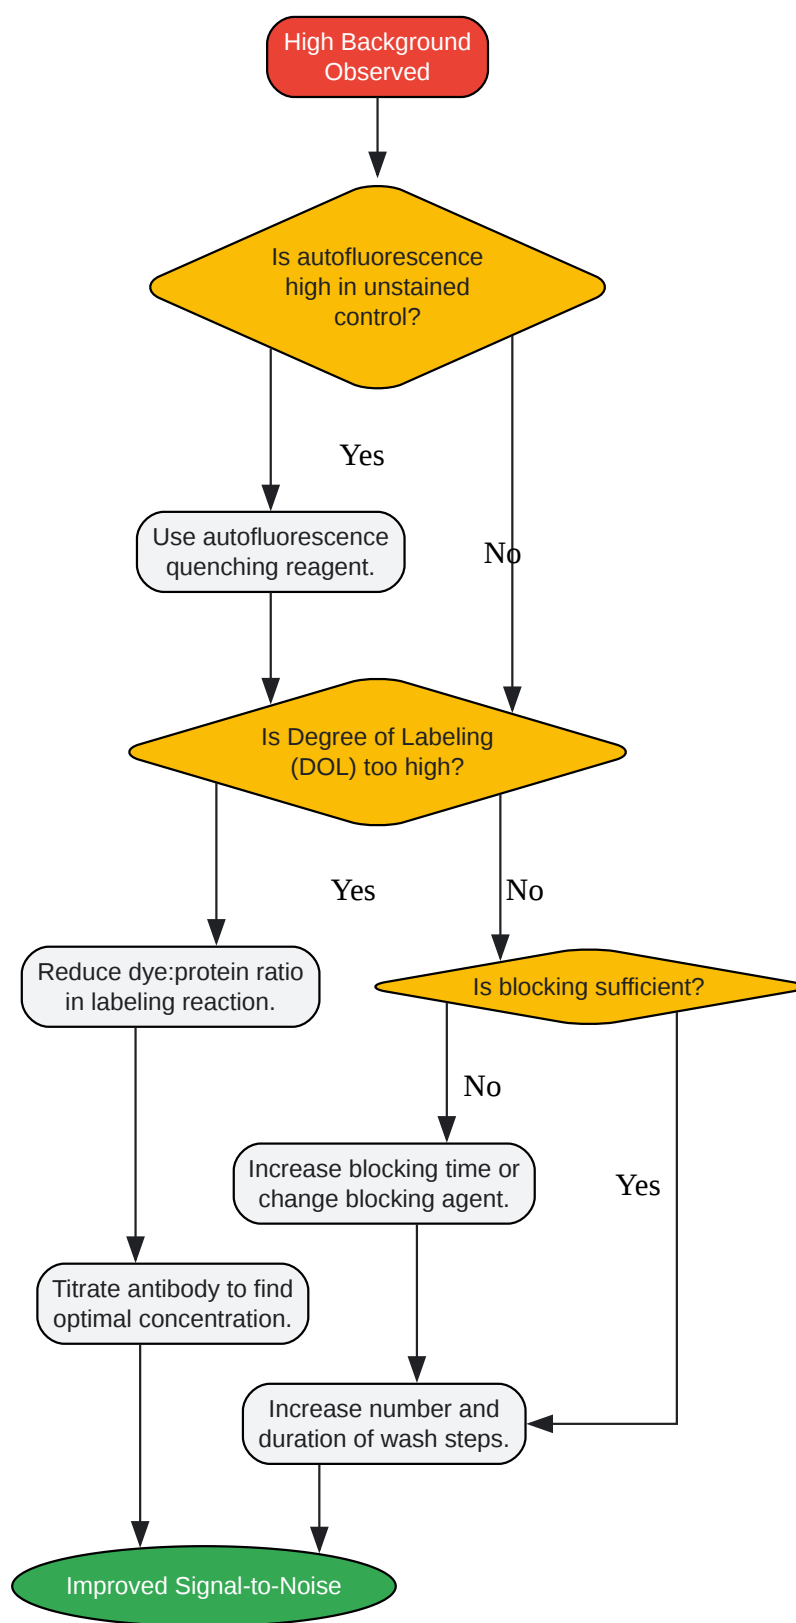 High Background
Observed
Is autofluorescence
high in unstained
control?
Yes
No
Use autofluorescence
quenching reagent.
Is Degree of Labeling
(DOL) too high?
Yes
No
Reduce dye:protein ratio
in labeling reaction.
Is blocking sufficient?
No
Yes
Increase blocking time or
change blocking agent.
Titrate antibody to find
optimal concentration.
Increase number and
duration of wash steps.
Improved Signal-to-Noise